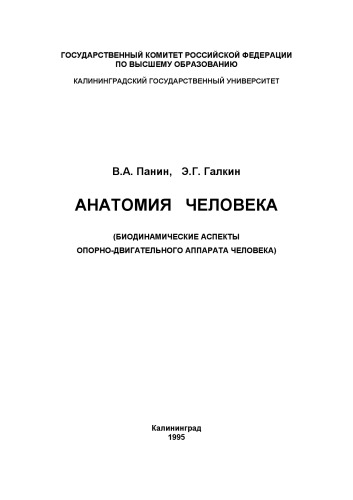 ГОСУДАРСТВЕННЫЙ КОМИТЕТ РОССИЙСКОЙ ФЕДЕРАЦИИ
ПО ВЫСШЕМУ ОБРАЗОВАНИЮ
КАЛИНИНГРАДСКИЙ ГОСУДАРСТВЕННЫЙ УНИВЕРСИТЕТ
В.А. Панин, Э.Г. Галкин
АНАТОМИЯ ЧЕЛОВЕКА
(БИОДИНАМИЧЕСКИЕ АСПЕКТЫ
ОПОРНО-ДВИГАТЕЛЬНОГО АППАРАТА ЧЕЛОВЕКА)
Калининград
1995